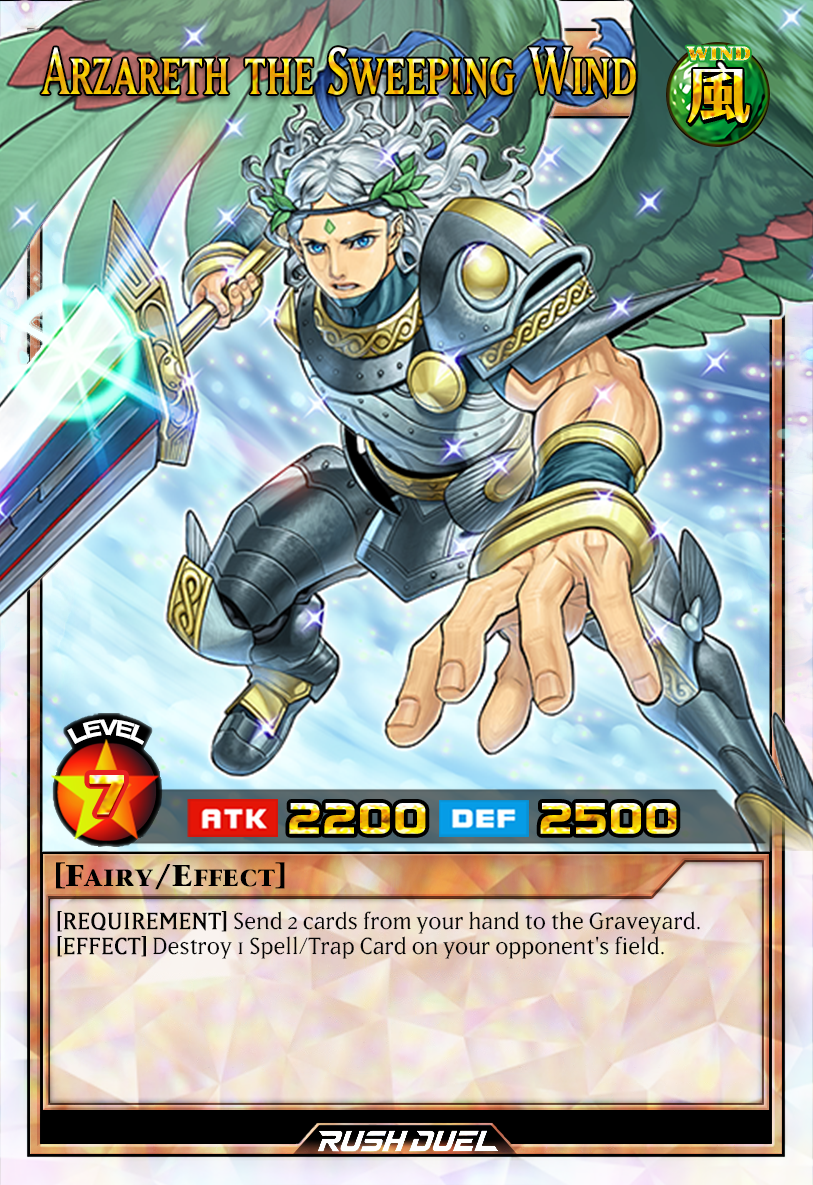 Arzareth the Sweeping Wind
WIND
風
LEVEL
7
ATK 2200 DEF 2500
[Fairy/Effect]
[REQUIREMENT] Send 2 cards from your hand to the Graveyard.
[EFFECT] Destroy 1 Spell/Trap Card on your opponent's field.
RUSH DUEL